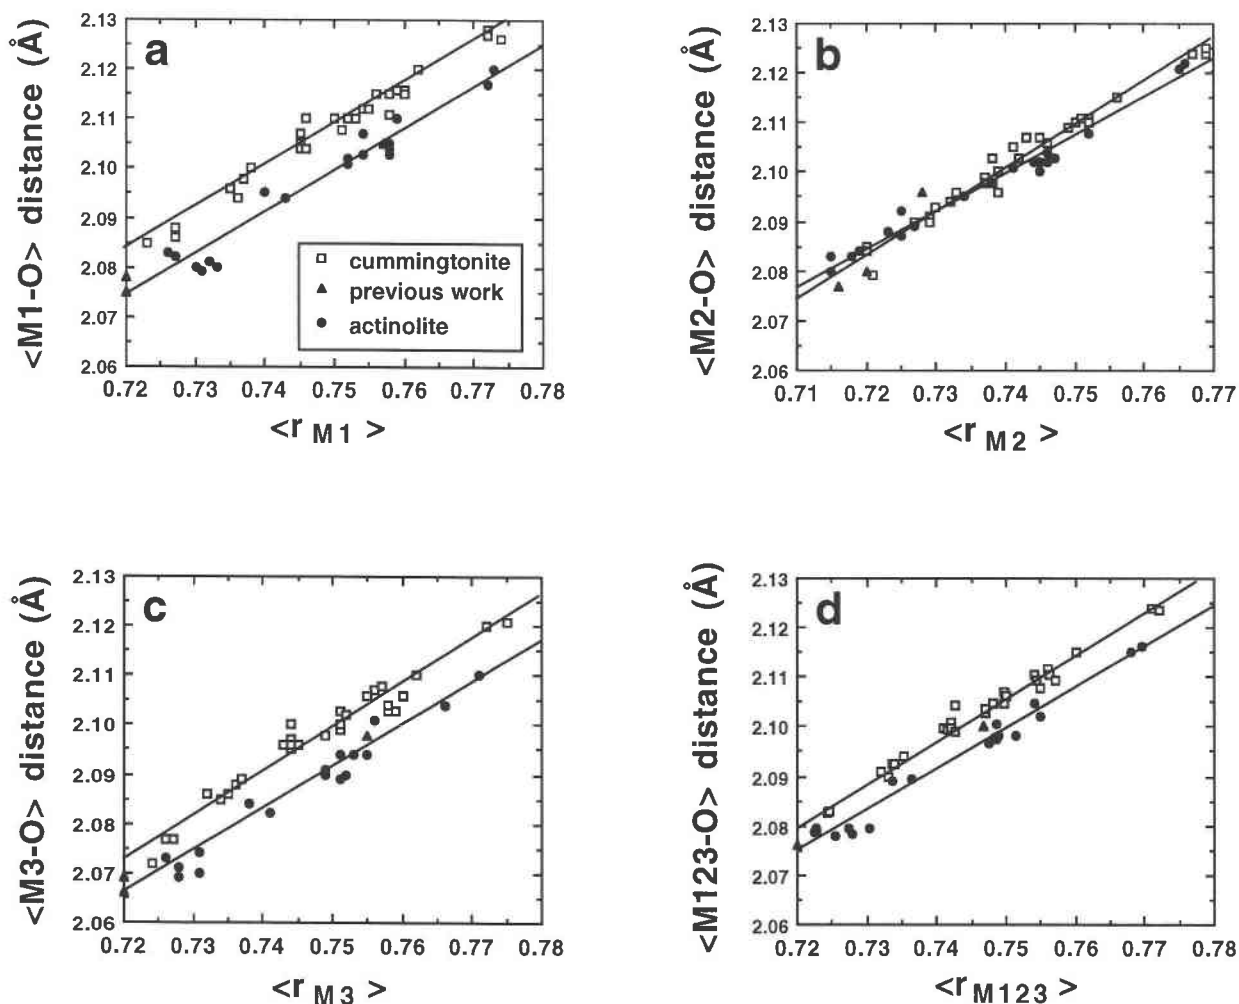 a
<M1-O> distance (Å)
2.13
2.12
2.11
2.10
2.09
2.08
2.07
2.06
cummingtonite
previous work
actinolite
0.72 0.73 0.74 0.75 0.76 0.77 0.78
<r M1 >
b
<M2-O> distance (Å)
2.13
2.12
2.11
2.10
2.09
2.08
2.07
2.06
0.71 0.72 0.73 0.74 0.75 0.76 0.77
<r M2 >
c
<M3-O> distance (Å)
2.13
2.12
2.11
2.10
2.09
2.08
2.07
2.06
0.72 0.73 0.74 0.75 0.76 0.77 0.78
<r M3 >
d
<M123-O> distance (Å)
2.13
2.12
2.11
2.10
2.09
2.08
2.07
2.06
0.72 0.73 0.74 0.75 0.76 0.77 0.78
<r M123 >